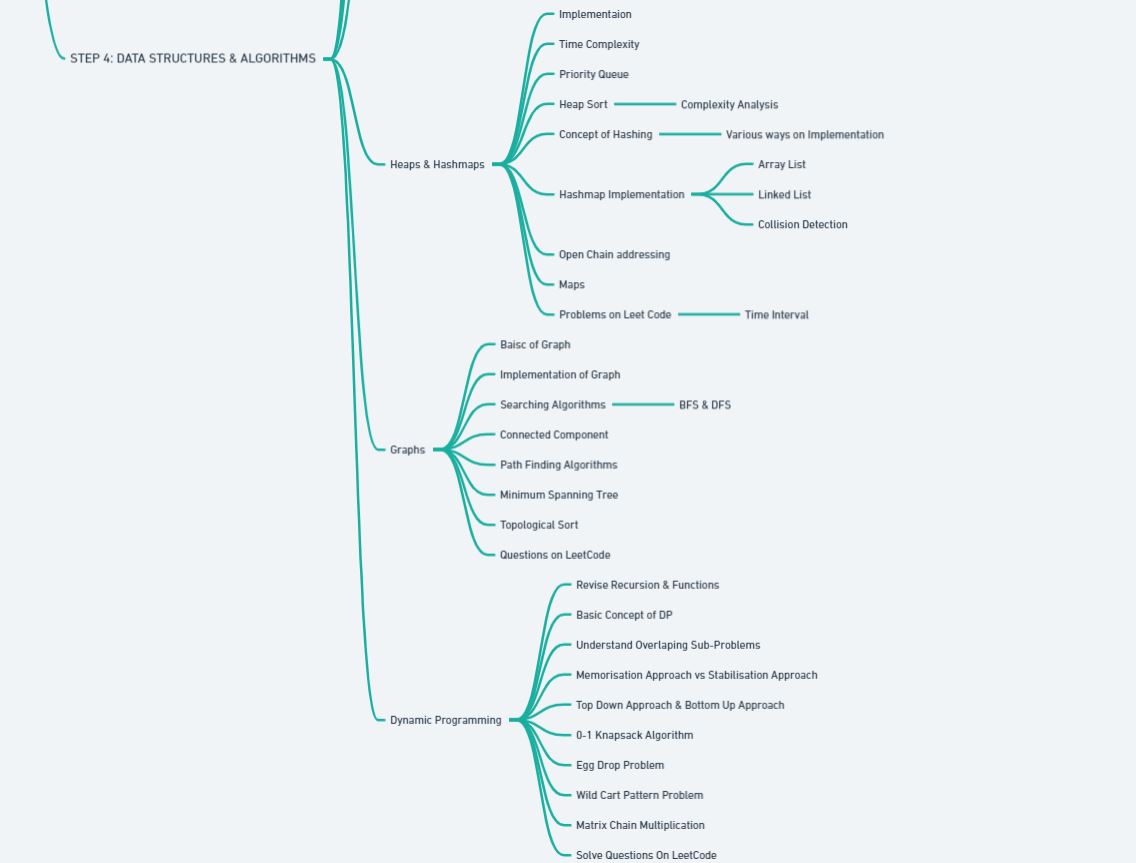 STEP 4: DATA STRUCTURES & ALGORITHMS
Heaps & Hashmaps
Implementaion
Time Complexity
Priority Queue
Heap Sort
Complexity Analysis
Concept of Hashing
Various ways on Implementation
Hashmap Implementation
Array List
Linked List
Collision Detection
Open Chain addressing
Maps
Problems on Leet Code
Time Interval
Graphs
Baisc of Graph
Implementation of Graph
Searching Algorithms
BFS & DFS
Connected Component
Path Finding Algorithms
Minimum Spanning Tree
Topological Sort
Questions on LeetCode
Dynamic Programming
Revise Recursion & Functions
Basic Concept of DP
Understand Overlaping Sub-Problems
Memorisation Approach vs Stabilisation Approach
Top Down Approach & Bottom Up Approach
0-1 Knapsack Algorithm
Egg Drop Problem
Wild Cart Pattern Problem
Matrix Chain Multiplication
Solve Questions On LeetCode